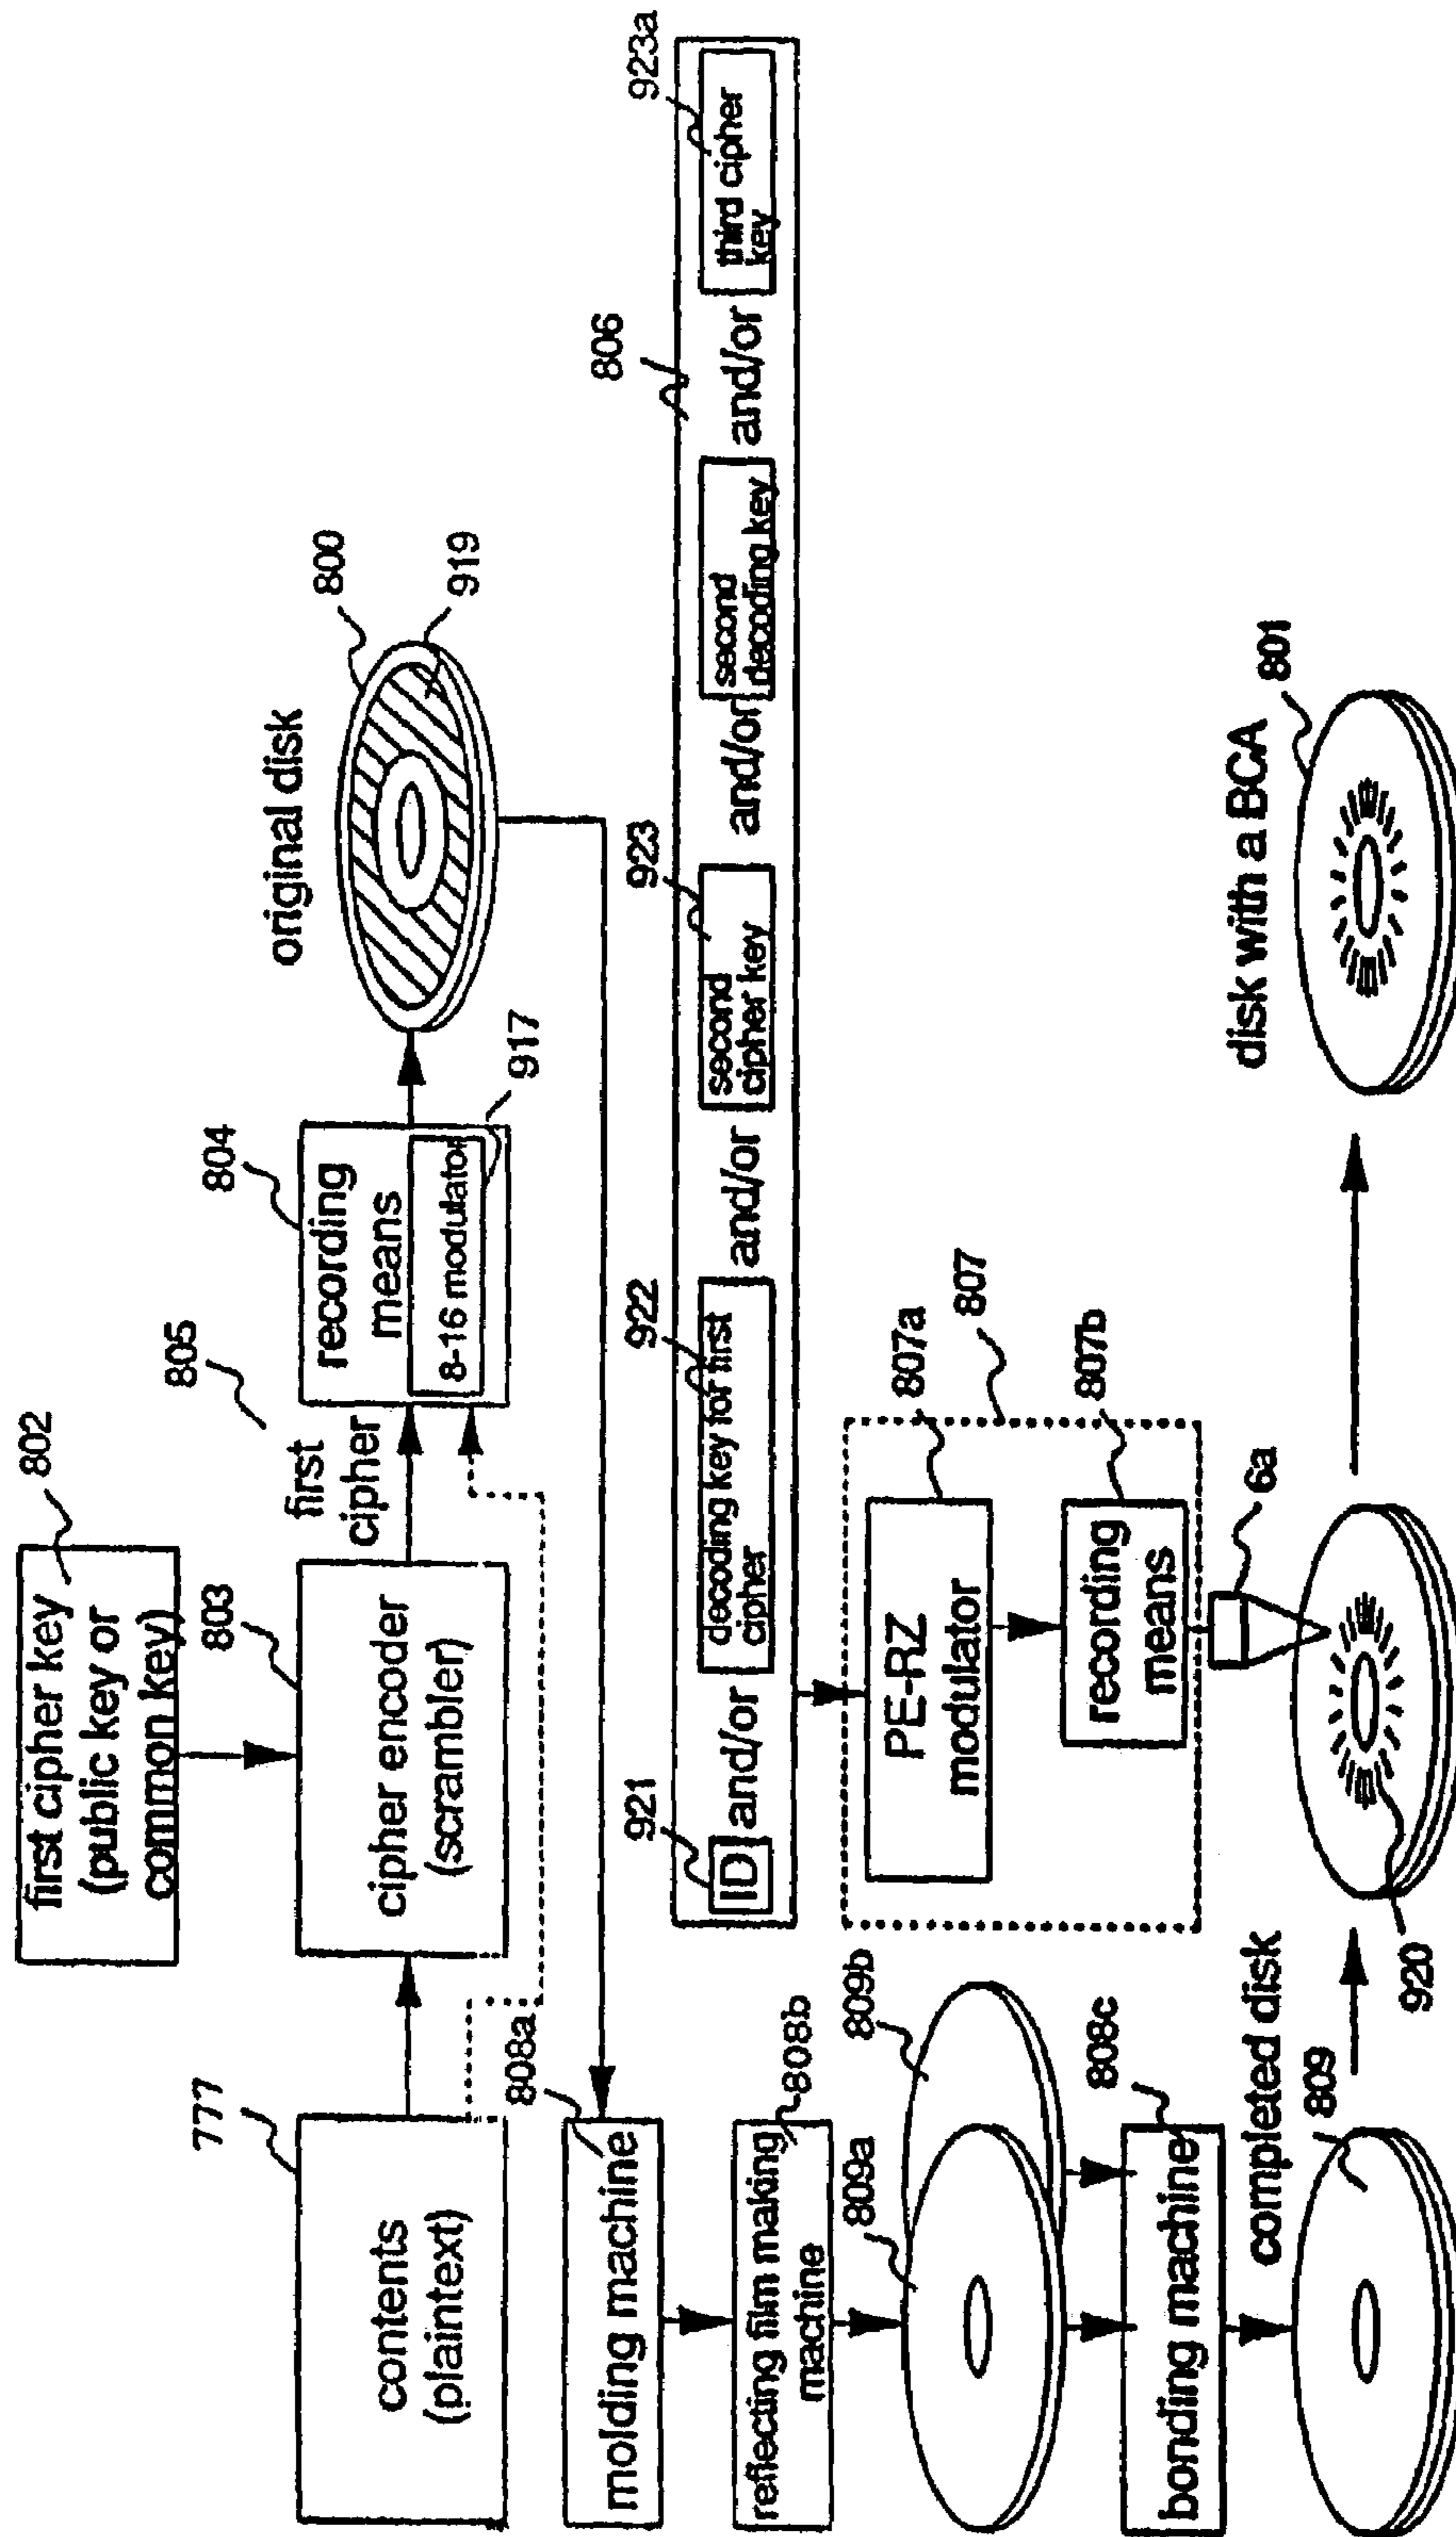 first cipher key
(public key or
common key)
802
777
contents
(plaintext)
803
cipher encoder
(scrambler)
805
first
cipher
804
recording
means
8-16 modulator
917
original disk
800
919
808a
molding machine
reflecting film making
machine
808b
809a
809b
808c
bonding machine
completed disk
809
921
ID
and/or
922
decoding key for first
cipher
and/or
923
second
cipher key
and/or
second
decoding key
806
and/or
923a
third cipher
key
807
807a
PE-RZ
modulator
807b
recording
means
6a
920
disk with a BCA
801